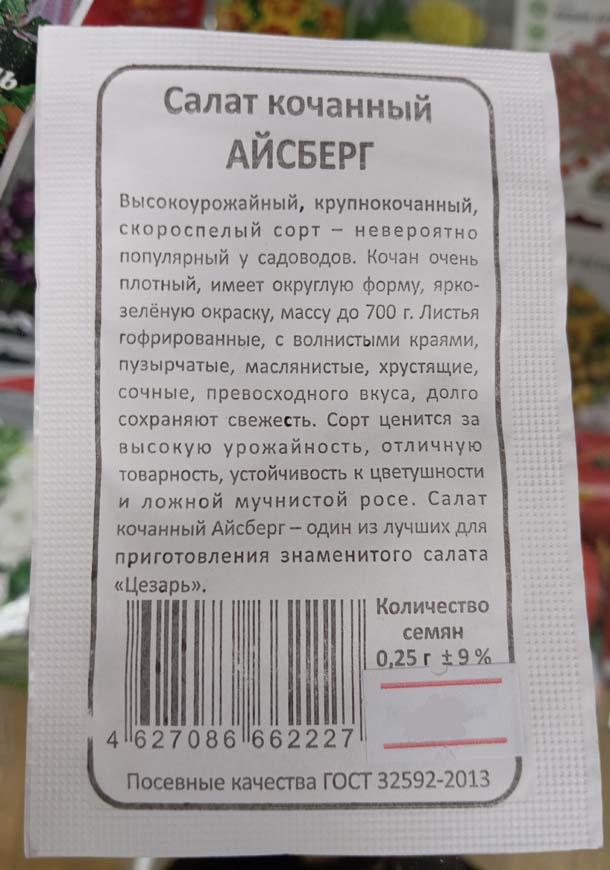 Салат кочанный
АЙСБЕРГ
Высокоурожайный, крупнокочанный,
скороспелый сорт – невероятно
популярный у садоводов. Кочан очень
плотный, имеет округлую форму, ярко-
зелёную окраску, массу до 700 г. Листья
гофрированные, с волнистыми краями,
пузырчатые, маслянистые, хрустящие,
сочные, превосходного вкуса, долго
сохраняют свежесть. Сорт ценится за
высокую урожайность, отличную
товарность, устойчивость к цветушности
и ложной мучнистой росе. Салат
кочанный Айсберг – один из лучших для
приготовления знаменитого салата
«Цезарь».
Количество
семян
0,25 г ± 9 %
4 627086 662227
Посевные качества ГОСТ 32592-2013